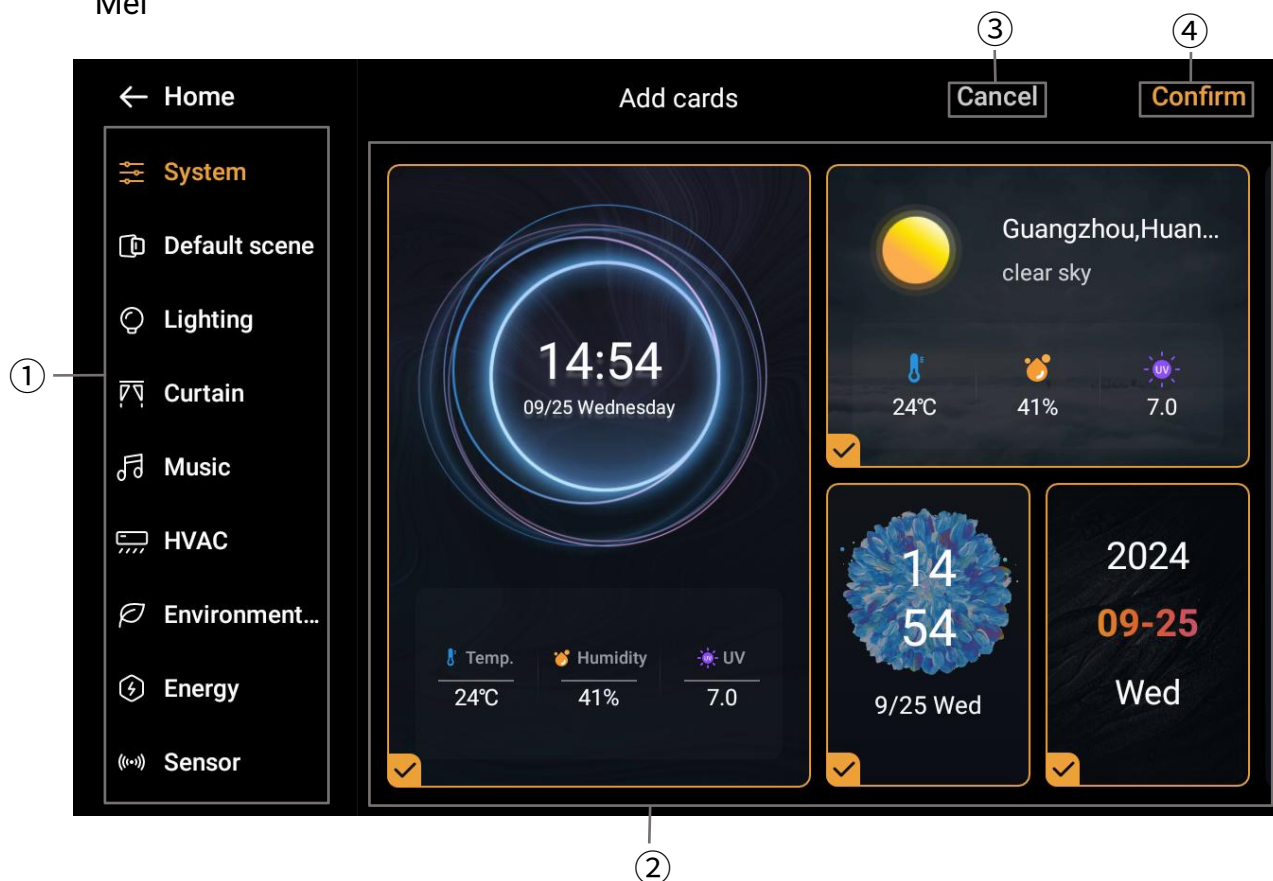 Mei
③
④
← Home
Add cards
Cancel
Confirm
System
Default scene
Lighting
Curtain
Music
HVAC
Environment...
Energy
Sensor
①
14:54
09/25 Wednesday
Temp.
Humidity
UV
24℃
41%
7.0
Guangzhou,Huan...
clear sky
UV
24℃
41%
7.0
14
54
9/25 Wed
2024
09-25
Wed
②